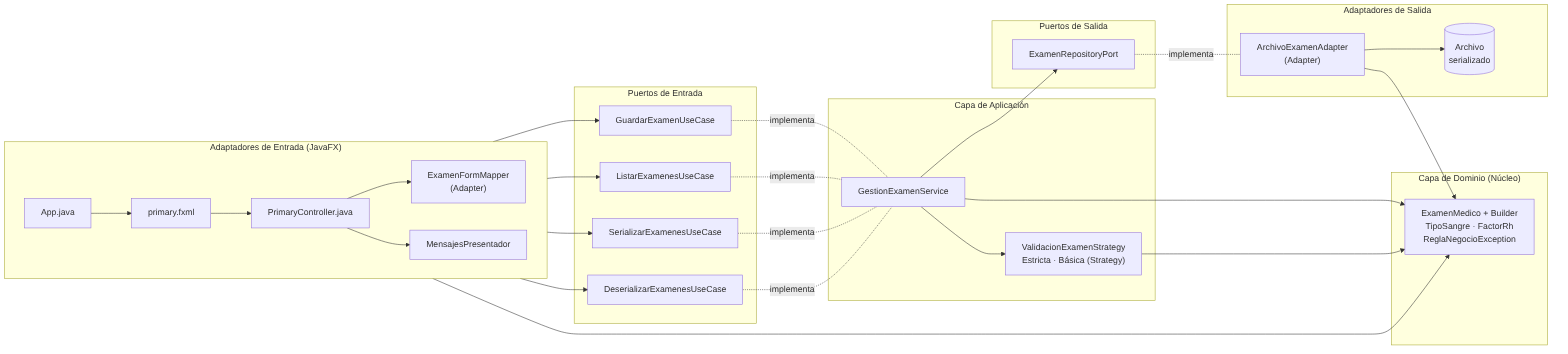 Adaptadores de Entrada (JavaFX)
App.java
primary.fxml
PrimaryController.java
ExamenFormMapper
(Adapter)
MensajesPresentador
Puertos de Entrada
GuardarExamenUseCase
ListarExamenesUseCase
SerializarExamenesUseCase
DeserializarExamenesUseCase
implementa
implementa
implementa
implementa
Capa de Aplicación
GestionExamenService
ValidacionExamenStrategy
Estricta · Básica (Strategy)
Puertos de Salida
ExamenRepositoryPort
implementa
Adaptadores de Salida
ArchivoExamenAdapter
(Adapter)
Archivo
serializado
Capa de Dominio (Núcleo)
ExamenMedico + Builder
TipoSangre · FactorRh
ReglaNegocioException